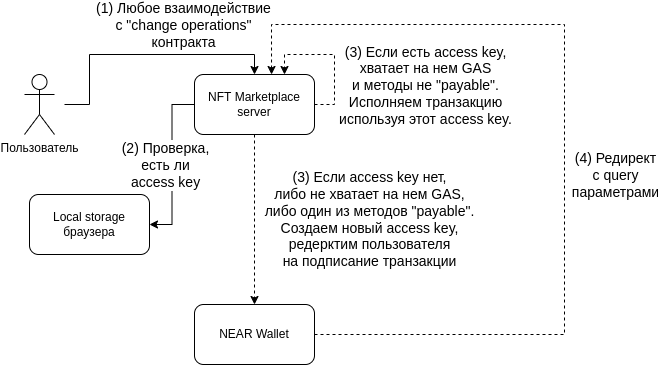 (1) Любое взаимодействие
с "change operations"
контракта
(3) Если есть access key,
хватает на нем GAS
и методы не "payable".
Исполняем транзакцию
используя этот access key.
NFT Marketplace
server
Пользователь
(2) Проверка,
есть ли
access key
(4) Редирект
с query
параметрами
(3) Если access key нет,
либо не хватает на нем GAS,
либо один из методов "payable".
Создаем новый access key,
редерктим пользователя
на подписание транзакции
Local storage
браузера
NEAR Wallet